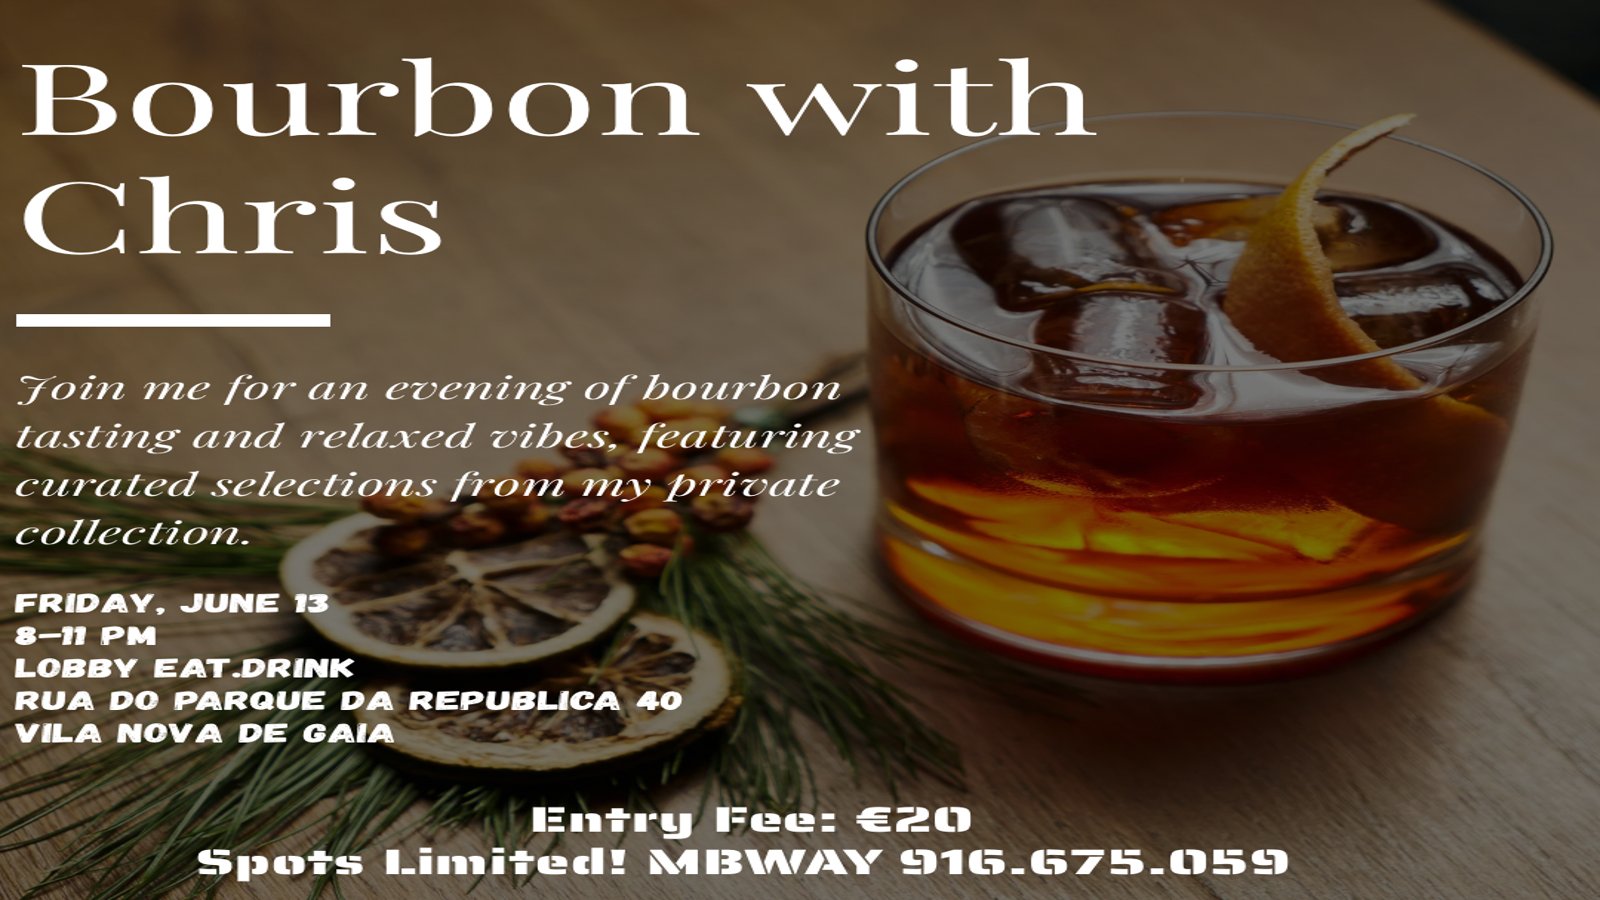 Bourbon with
Chris
Join me for an evening of bourbon
tasting and relaxed vibes, featuring
curated selections from my private
collection.
FRIDAY, JUNE 13
8–11 PM
LOBBY EAT.DRINK
RUA DO PARQUE DA REPUBLICA 40
VILA NOVA DE GAIA
Entry Fee: €20
Spots Limited! MBWAY 916.675.059